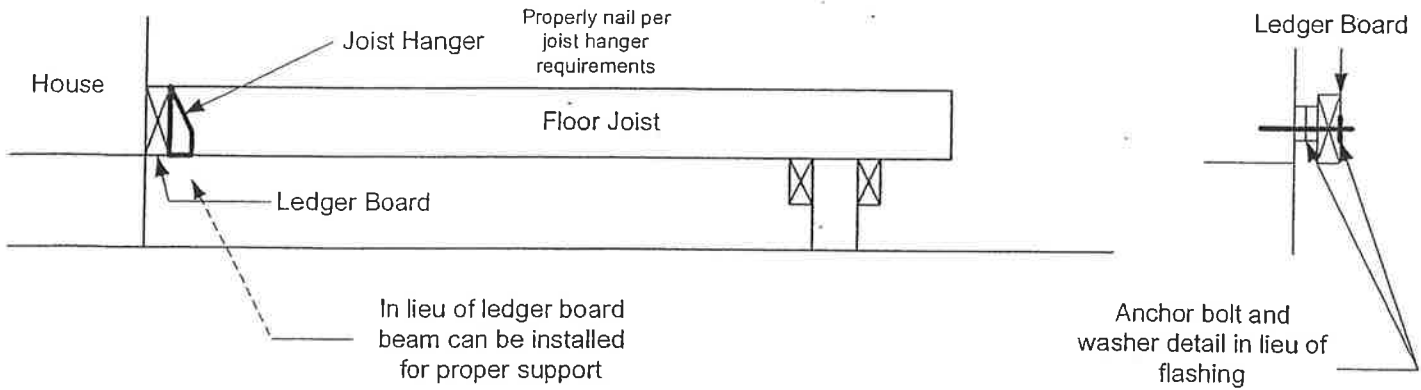 Properly nail per
joist hanger
requirements
Joist Hanger
Ledger Board
House
Floor Joist
Ledger Board
In lieu of ledger board
beam can be installed
for proper support
Anchor bolt and
washer detail in lieu of
flashing